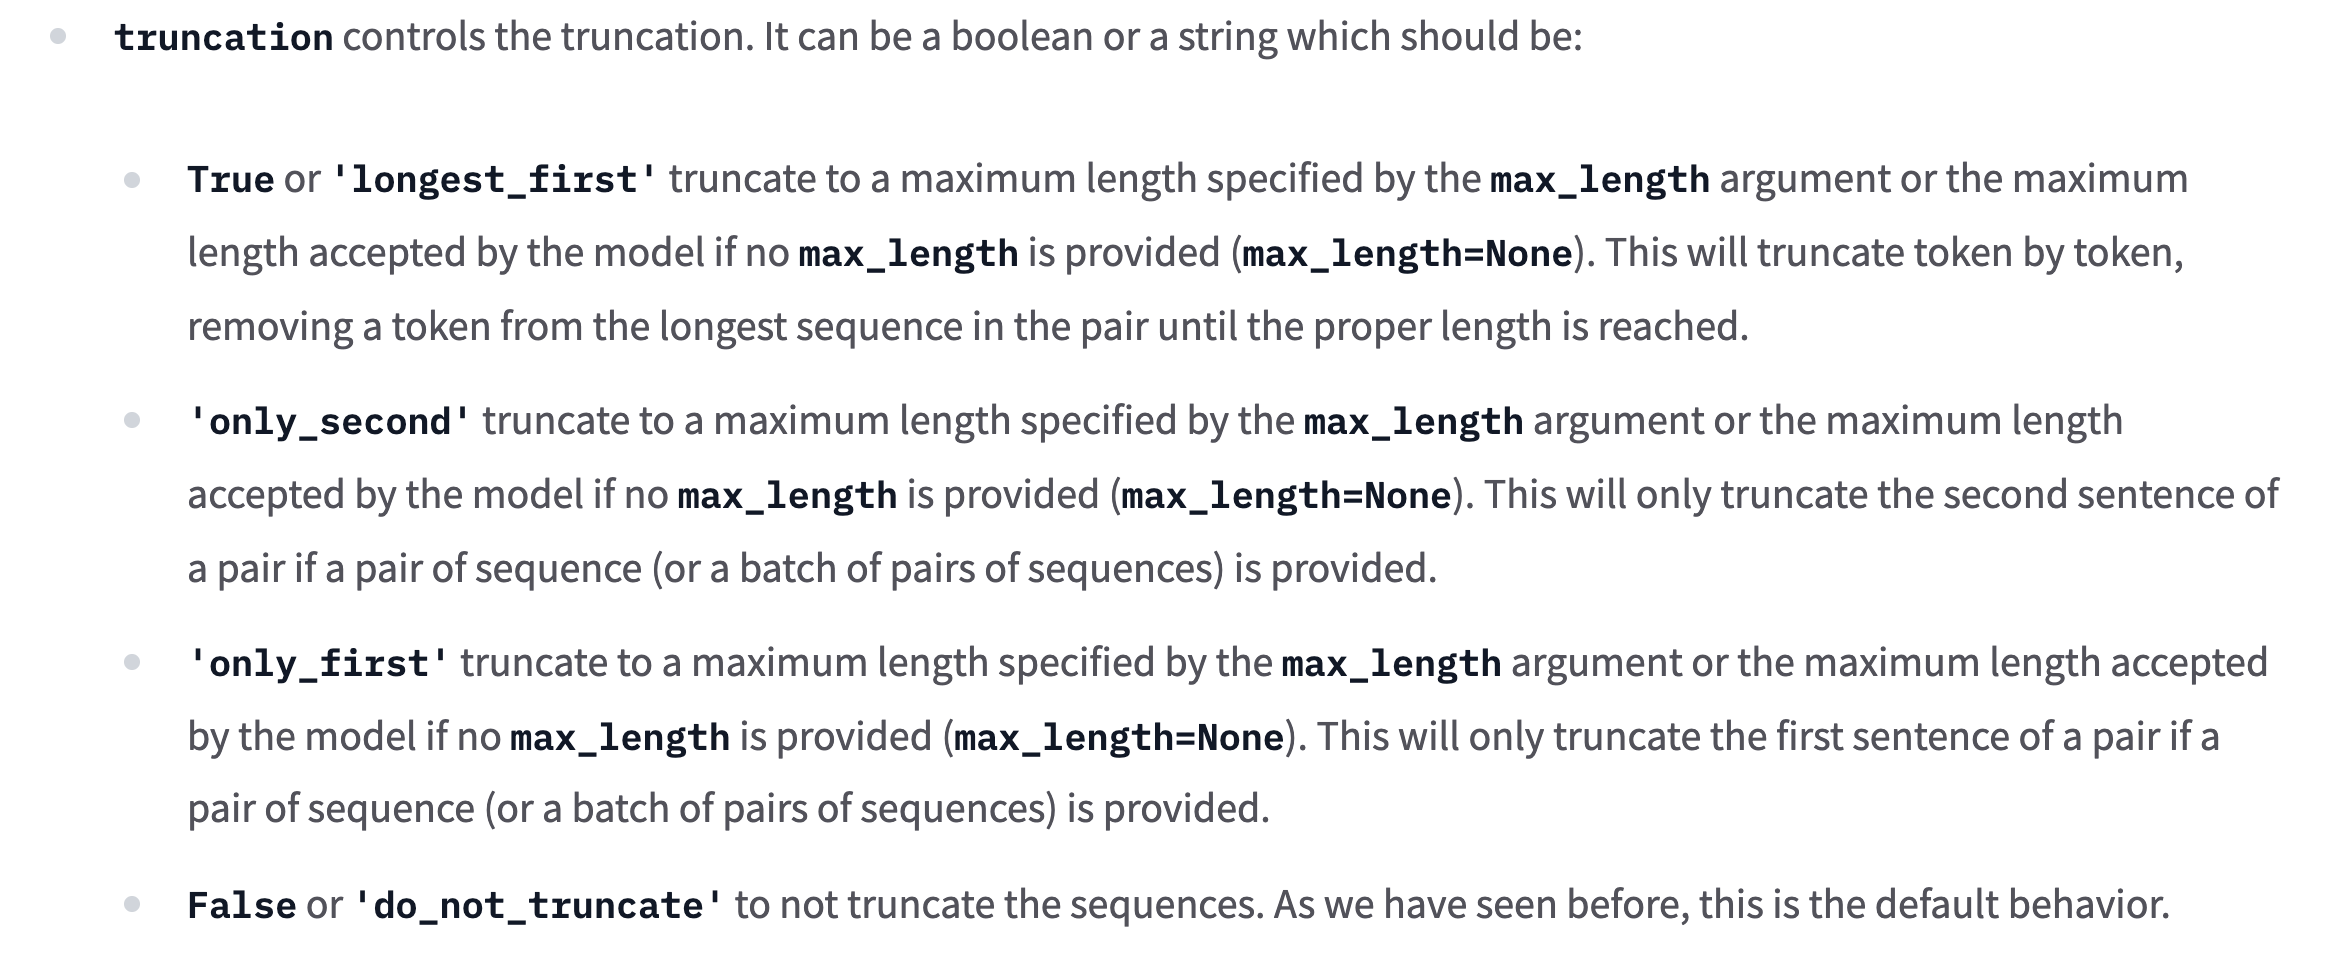 truncation controls the truncation. It can be a boolean or a string which should be:
True or 'longest_first' truncate to a maximum length specified by the max_length argument or the maximum
length accepted by the model if no max_length is provided (max_length=None). This will truncate token by token,
removing a token from the longest sequence in the pair until the proper length is reached.
'only_second' truncate to a maximum length specified by the max_length argument or the maximum length
accepted by the model if no max_length is provided (max_length=None). This will only truncate the second sentence of
a pair if a pair of sequence (or a batch of pairs of sequences) is provided.
'only_first' truncate to a maximum length specified by the max_length argument or the maximum length accepted
by the model if no max_length is provided (max_length=None). This will only truncate the first sentence of a pair if a
pair of sequence (or a batch of pairs of sequences) is provided.
False or 'do_not_truncate' to not truncate the sequences. As we have seen before, this is the default behavior.